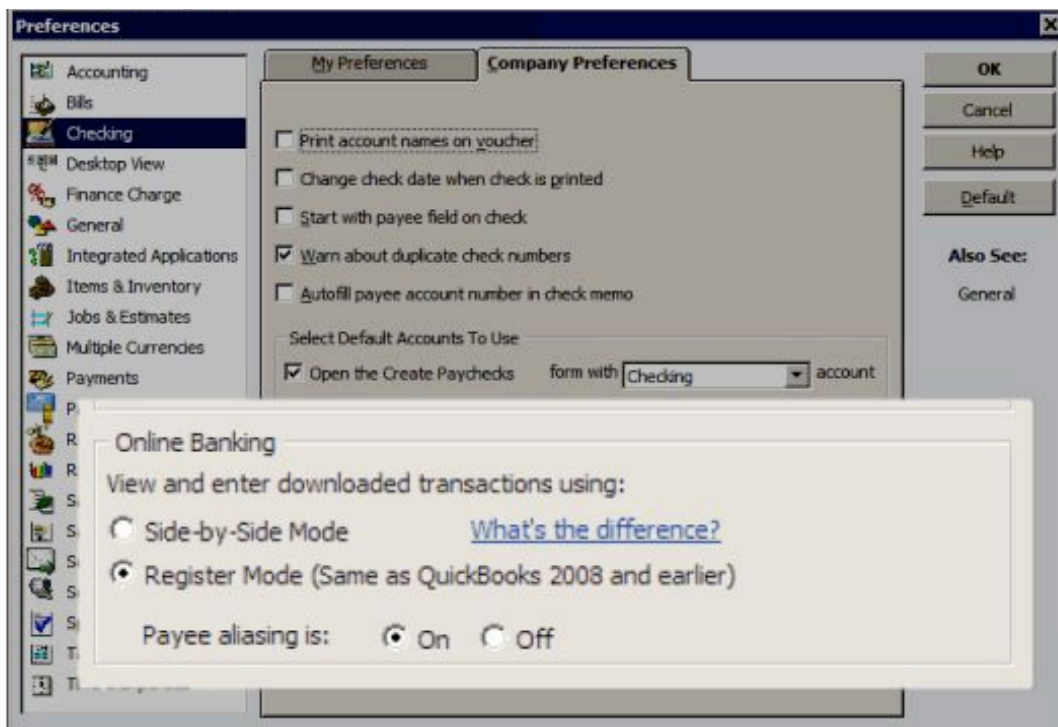 Preferences
Accounting
Bills
Checking
Desktop View
Finance Charge
General
Integrated Applications
Items & Inventory
Jobs & Estimates
Multiple Currencies
Payments
My Preferences
Company Preferences
Print account names on voucher
Change check date when check is printed
Start with payee field on check
Warn about duplicate check numbers
Autofill payee account number in check memo
Select Default Accounts To Use
Open the Create Paychecks form with Checking account
OK
Cancel
Help
Default
Also See:
General
Online Banking
View and enter downloaded transactions using:
Side-by-Side Mode What's the difference?
Register Mode (Same as QuickBooks 2008 and earlier)
Payee aliasing is: On Off